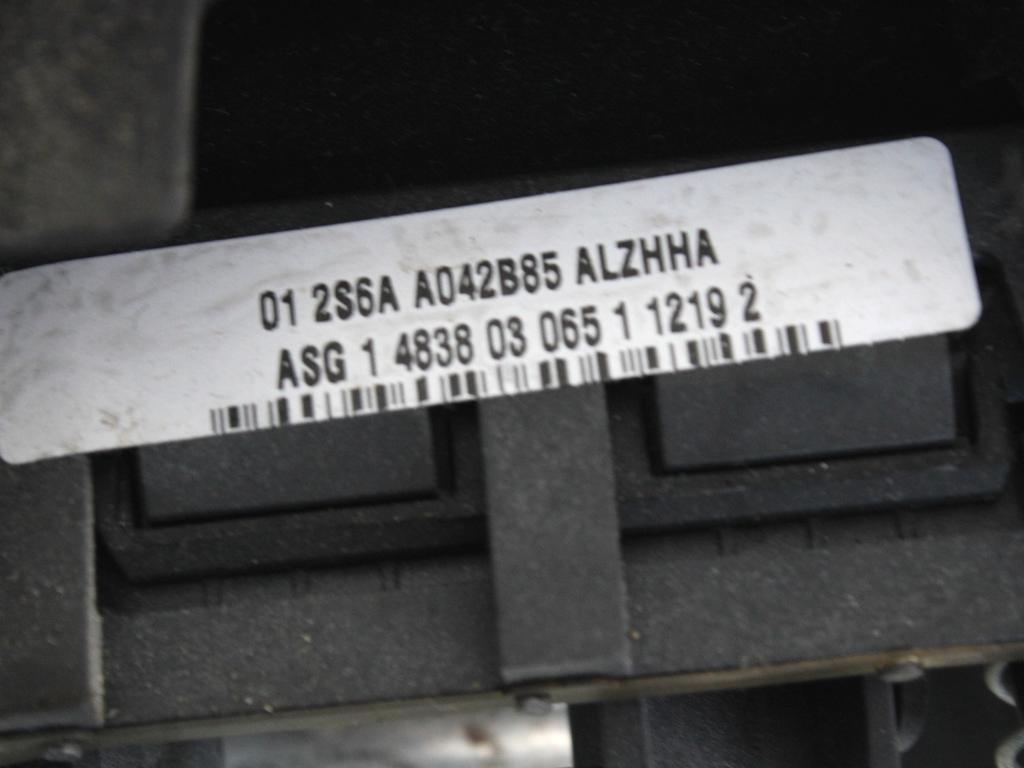 01 2S6A A042B85 ALZHHA
ASG 1 4838 03 065 1 1219 2